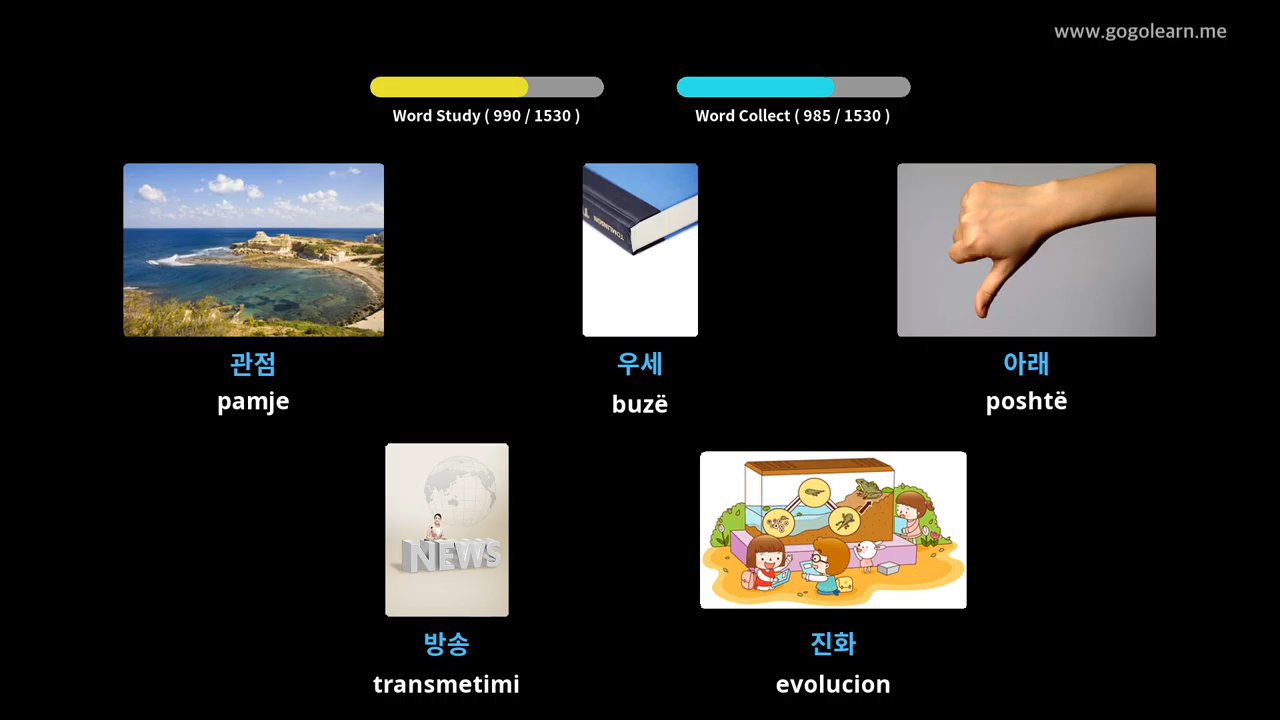 www.gogolearn.me
Word Study ( 990 / 1530 )
Word Collect ( 985 / 1530 )
TOMLINSON
관점
pamje
우세
buzë
아래
poshtë
NEWS
방송
transmetimi
진화
evolucion